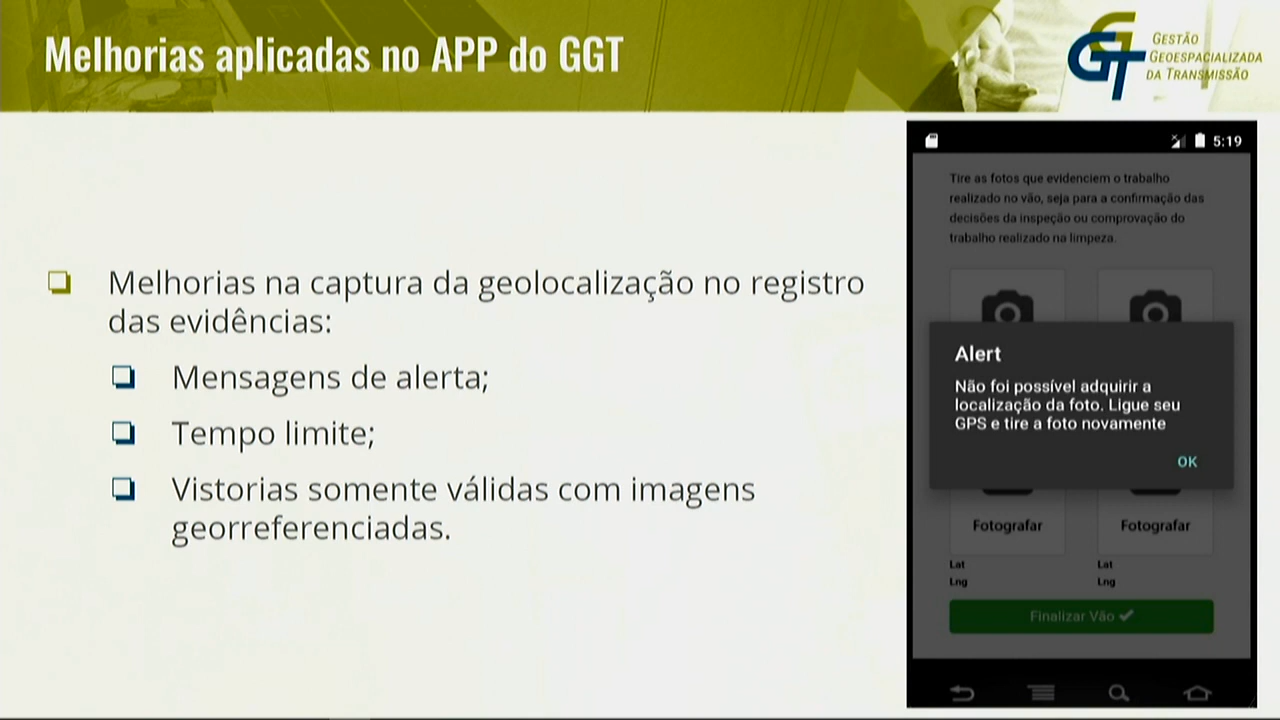 Melhorias aplicadas no APP do GGT
GGT
GESTÃO
GEOESPACIALIZADA
DA TRANSMISSÃO
Melhorias na captura da geolocalização no registro
das evidências:
Mensagens de alerta;
Tempo limite;
Vistorias somente válidas com imagens
georreferenciadas.
5:19
Tire as fotos que evidenciem o trabalho
realizado no vão, seja para a confirmação das
decisões da inspeção ou comprovação do
trabalho realizado na limpeza.
Alert
Não foi possível adquirir a
localização da foto. Ligue seu
GPS e tire a foto novamente
OK
Fotografar
Fotografar
Lat
Lat
Lng
Lng
Finalizar Vão